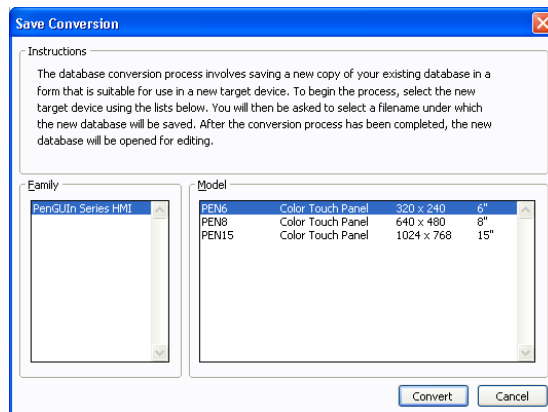 Save Conversion
Instructions
The database conversion process involves saving a new copy of your existing database in a
form that is suitable for use in a new target device. To begin the process, select the new
target device using the lists below. You will then be asked to select a filename under which
the new database will be saved. After the conversion process has been completed, the new
database will be opened for editing.
Family
PenGUIn Series HMI
Model
PEN6 Color Touch Panel 320 x 240 6"
PEN8 Color Touch Panel 640 x 480 8"
PEN15 Color Touch Panel 1024 x 768 15"
Convert Cancel